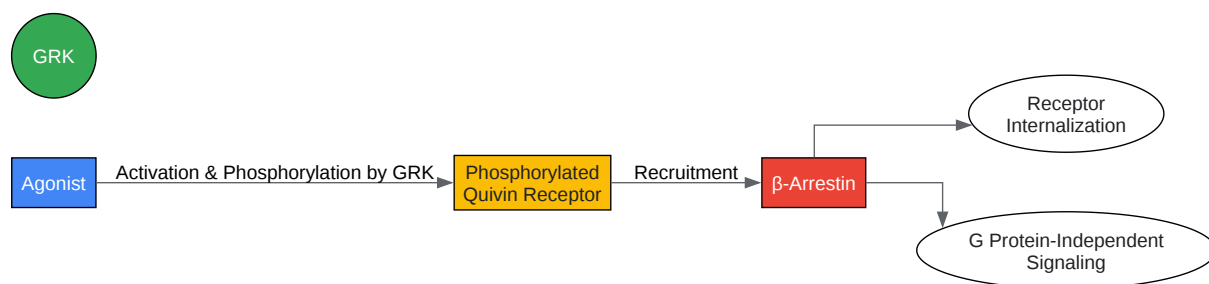 GRK
Agonist
Activation & Phosphorylation by GRK
Phosphorylated
Quivin Receptor
Recruitment
β-Arrestin
Receptor
Internalization
G Protein-Independent
Signaling